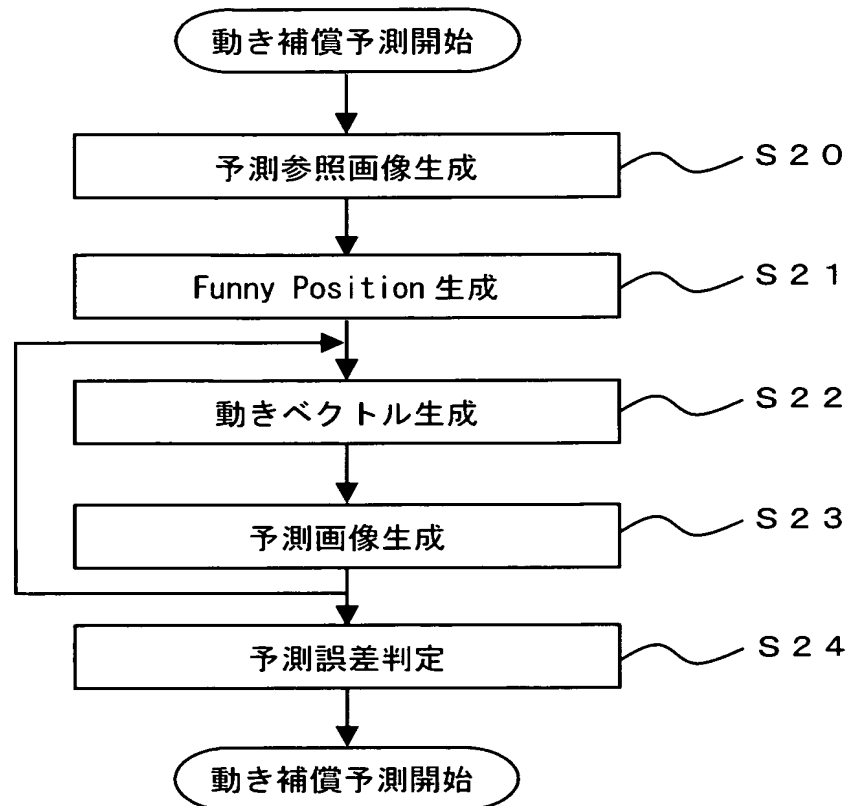 動き補償予測開始
予測参照画像生成
S20
Funny Position 生成
S21
動きベクトル生成
S22
予測画像生成
S23
予測誤差判定
S24
動き補償予測開始